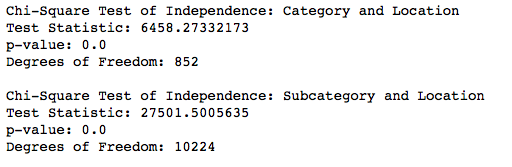 Chi-Square Test of Independence: Category and Location
Test Statistic: 6458.27332173
p-value: 0.0
Degrees of Freedom: 852
Chi-Square Test of Independence: Subcategory and Location
Test Statistic: 27501.5005635
p-value: 0.0
Degrees of Freedom: 10224